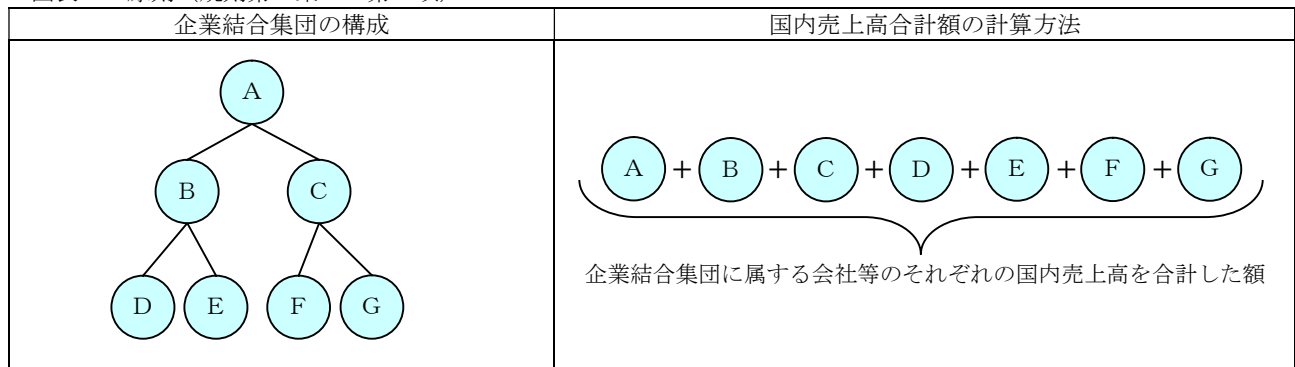 企業結合集団の構成
国内売上高合計額の計算方法
A
B
C
D
E
F
G
A + B + C + D + E + F + G
企業結合集団に属する会社等のそれぞれの国内売上高を合計した額